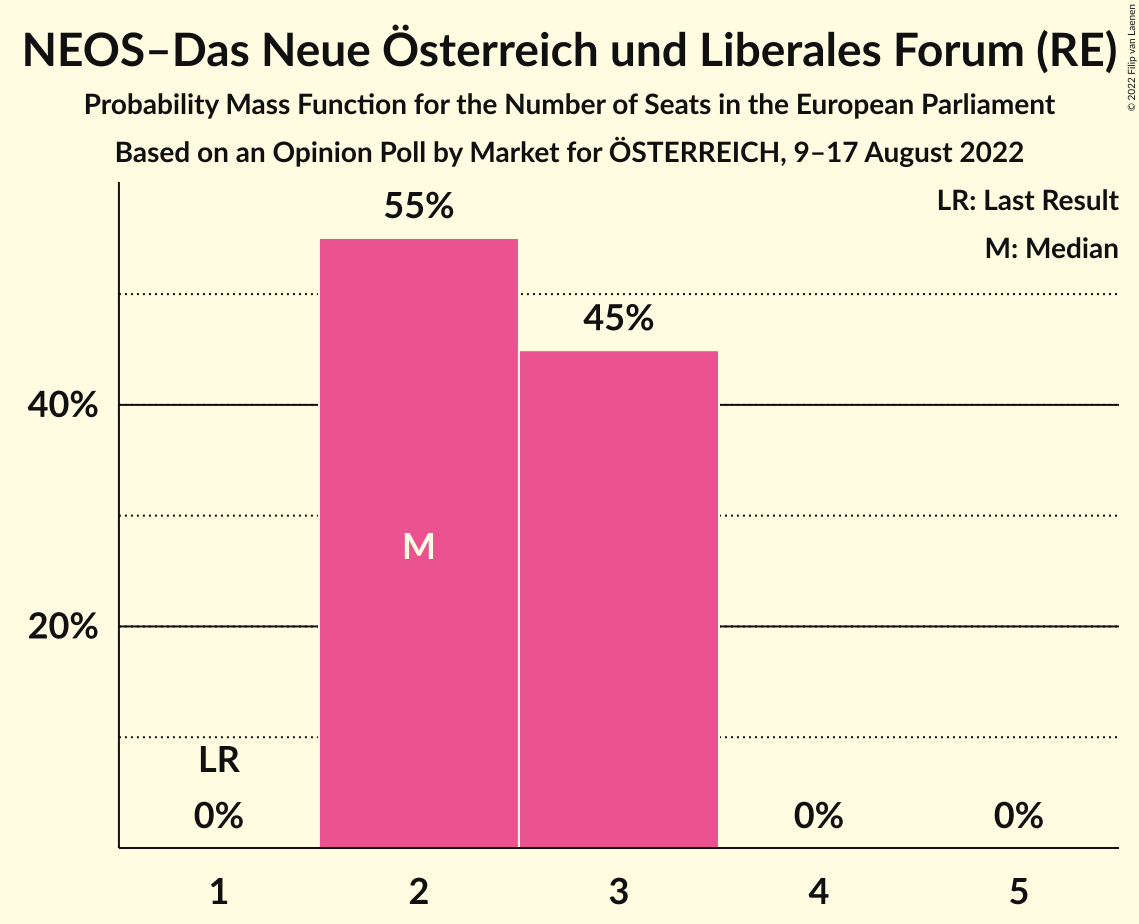 NEOS–Das Neue Österreich und Liberales Forum (RE)
Probability Mass Function for the Number of Seats in the European Parliament
Based on an Opinion Poll by Market for ÖSTERREICH, 9–17 August 2022
© 2022 Filip van Laenen
LR: Last Result
M: Median
55%
45%
40%
M
20%
LR
0%
0%
0%
1
2
3
4
5